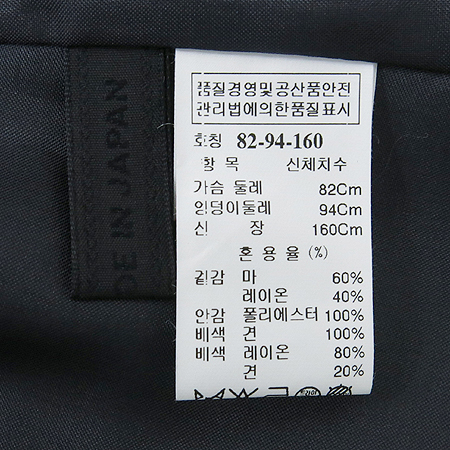 품질경영및공산품안전
관리법에의한품질표시
호칭 82-94-160
항 목 신체치수
가슴 둘레 82Cm
엉덩이둘레 94Cm
신 장 160Cm
혼 용 율 (%)
겉감 마 60%
레이온 40%
안감 폴리에스터 100%
배색 견 100%
배색 레이온 80%
견 20%
DE IN JAPAN